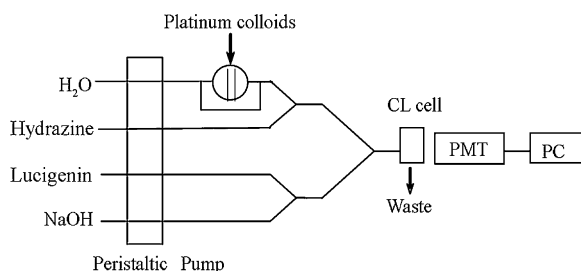 Platinum colloids
H₂O
Hydrazine
Lucigenin
NaOH
Peristaltic Pump
CL cell
PMT
PC
Waste